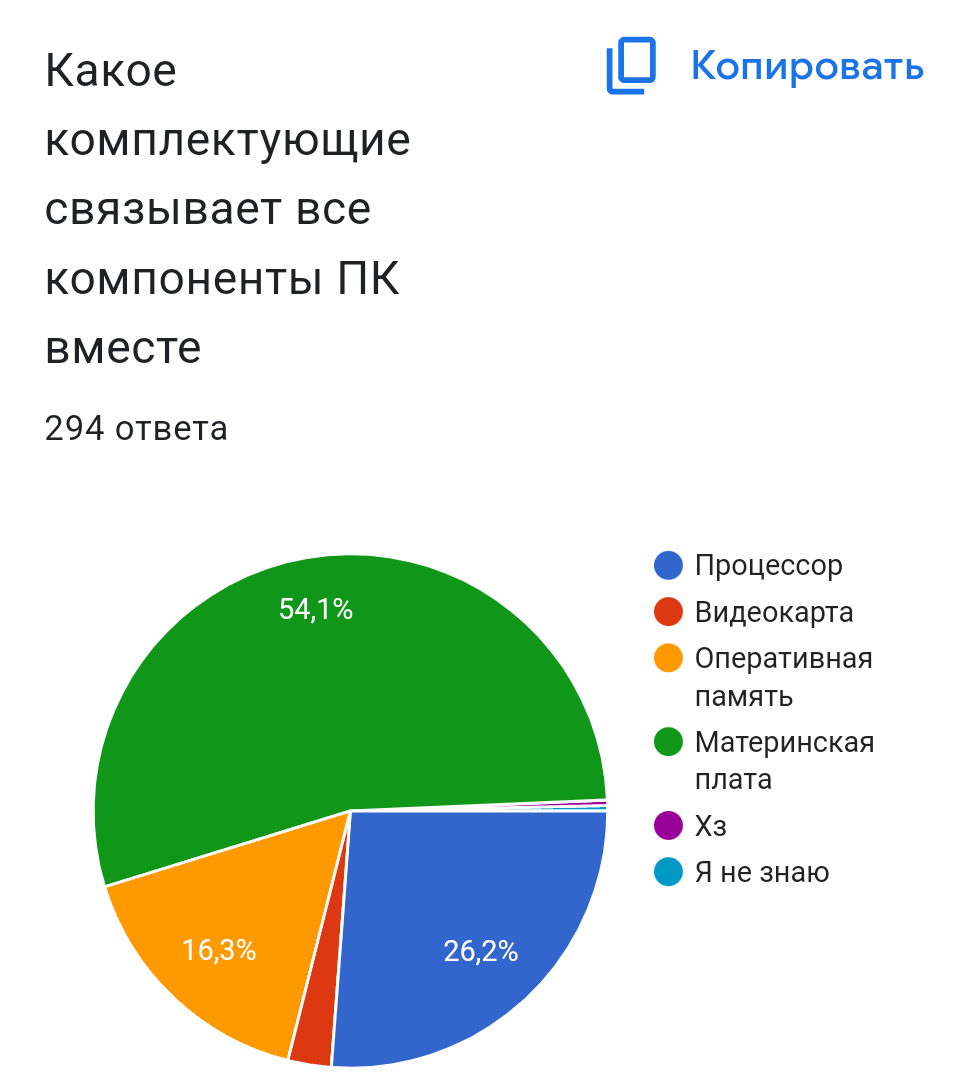 Какое
комплектующие
связывает все
компоненты ПК
вместе
Копировать
294 ответа
54,1%
16,3%
26,2%
Процессор
Видеокарта
Оперативная
память
Материнская
плата
Хз
Я не знаю